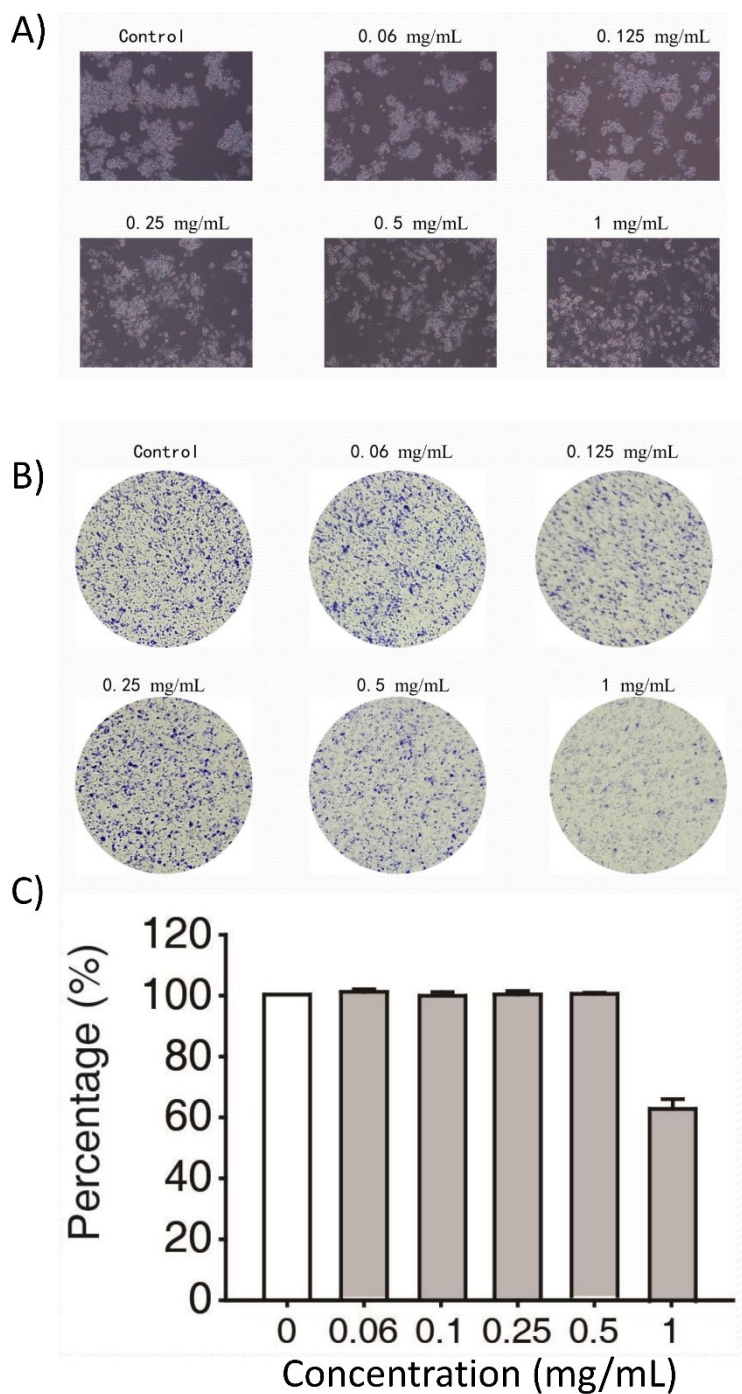 A)
Control
0.06 mg/mL
0.125 mg/mL
0.25 mg/mL
0.5 mg/mL
1 mg/mL
B)
Control
0.06 mg/mL
0.125 mg/mL
0.25 mg/mL
0.5 mg/mL
1 mg/mL
C)
Percentage (%)
120
100
80
60
40
20
0
0 0.06 0.1 0.25 0.5 1
Concentration (mg/mL)